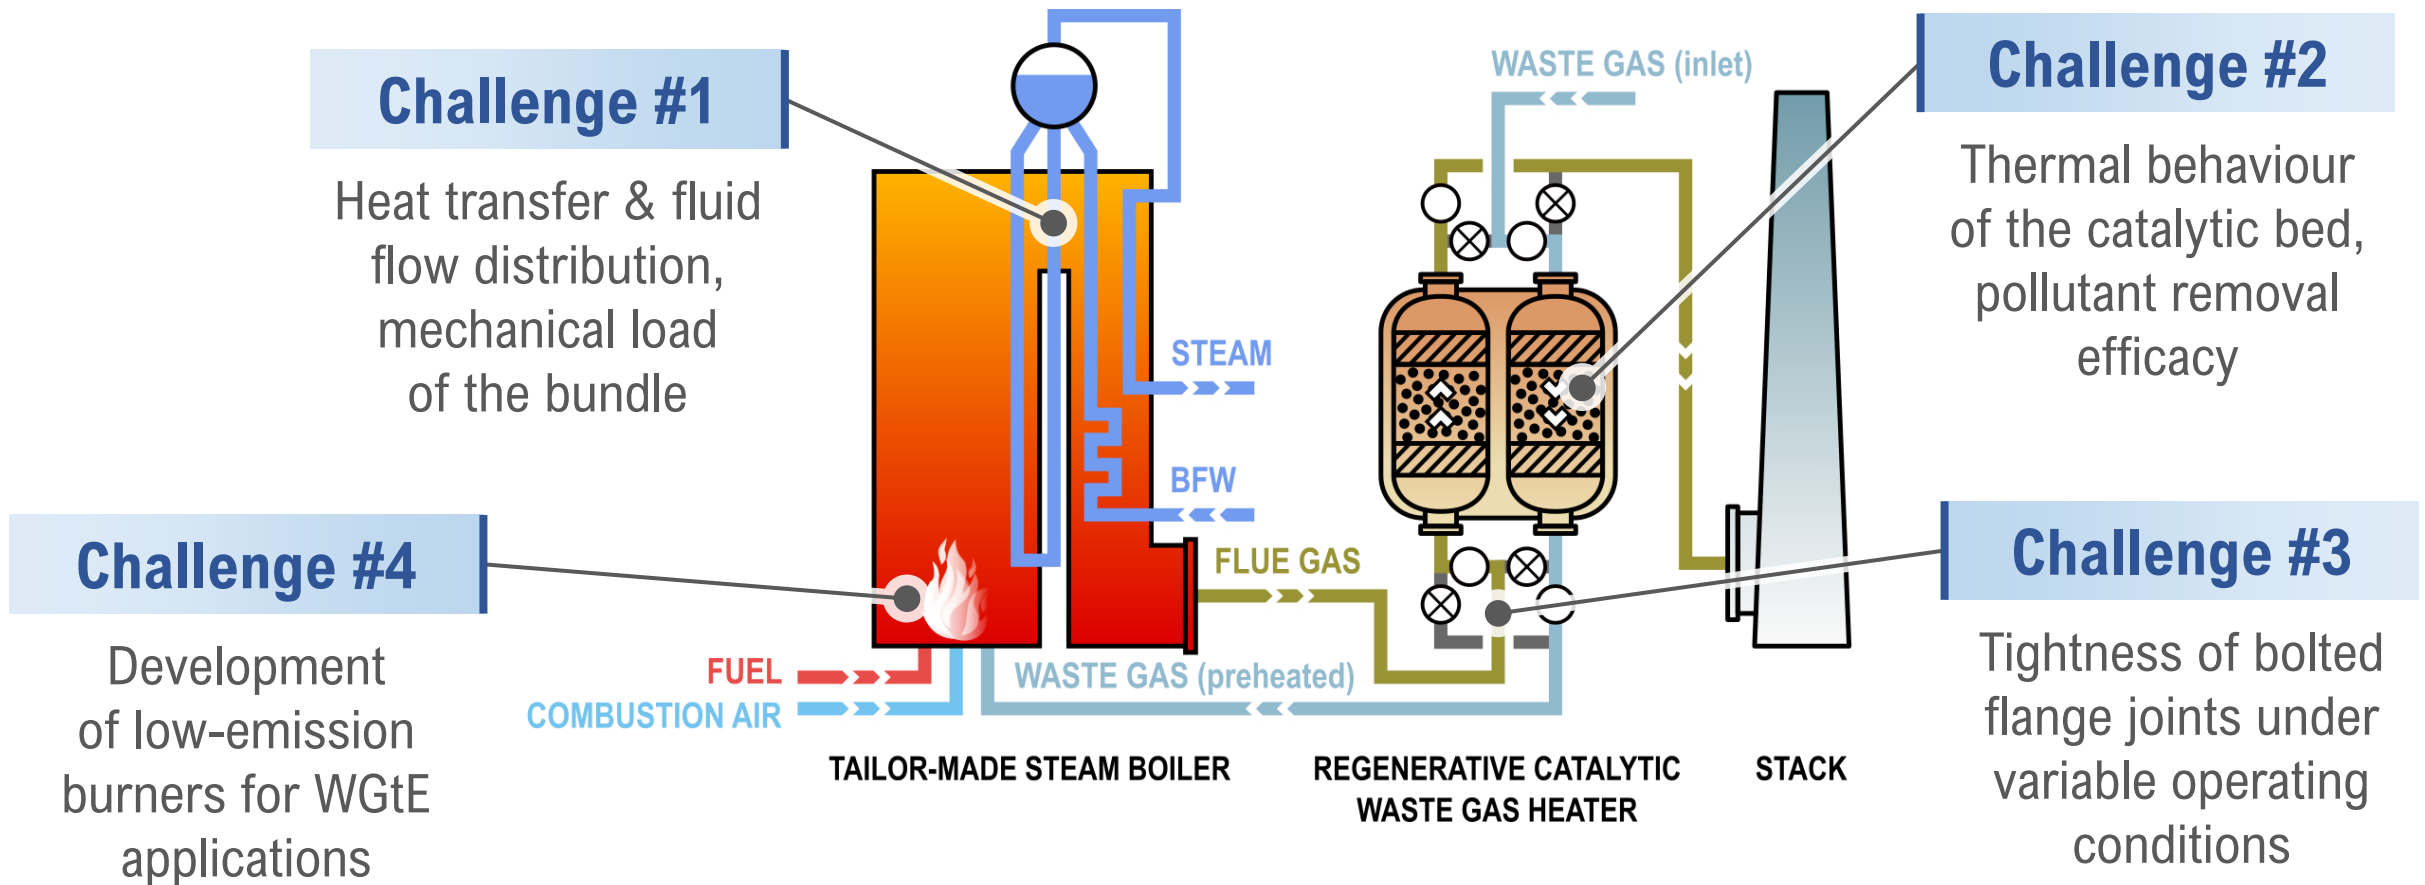 Challenge #1
Heat transfer & fluid
flow distribution,
mechanical load
of the bundle
WASTE GAS (inlet)
Challenge #2
Thermal behaviour
of the catalytic bed,
pollutant removal
efficacy
STEAM
BFW
FLUE GAS
Challenge #4
Development
of low-emission
burners for WGtE
applications
FUEL
COMBUSTION AIR
WASTE GAS (preheated)
Challenge #3
Tightness of bolted
flange joints under
variable operating
conditions
TAILOR-MADE STEAM BOILER
REGENERATIVE CATALYTIC
WASTE GAS HEATER
STACK